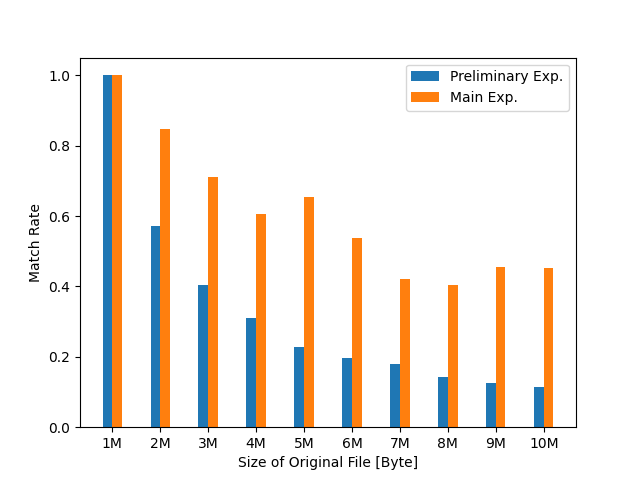 Preliminary Exp.
Main Exp.
1.0
0.8
0.6
0.4
0.2
0.0
Match Rate
1M 2M 3M 4M 5M 6M 7M 8M 9M 10M
Size of Original File [Byte]